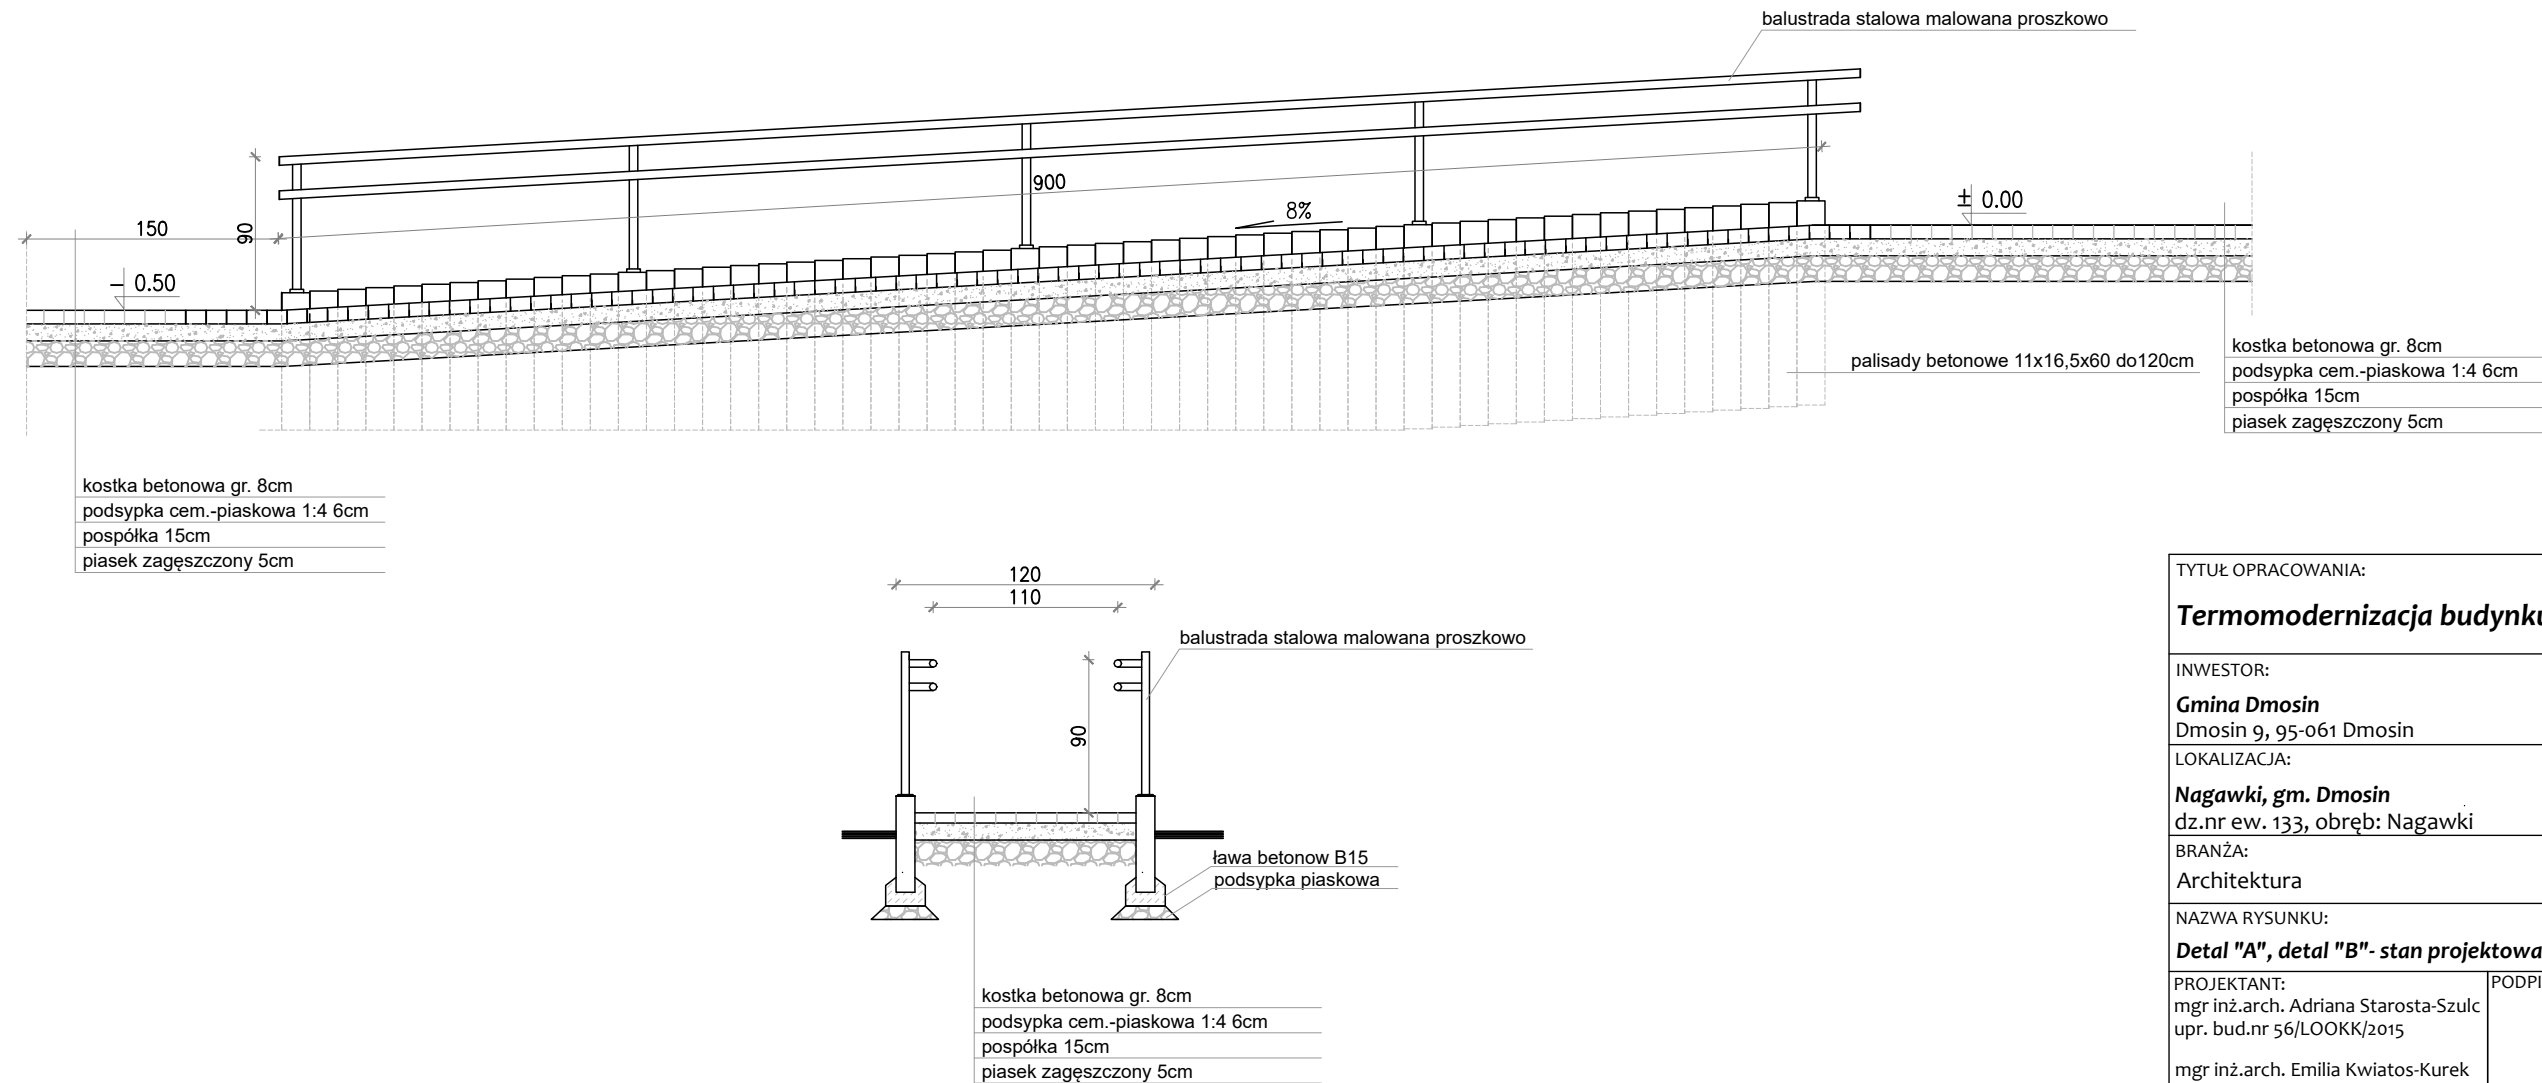 balustrada stalowa malowana proszkowo
900
8%
± 0.00
150
90
− 0.50
palisady betonowe 11x16,5x60 do120cm
kostka betonowa gr. 8cm
podsypka cem.-piaskowa 1:4 6cm
pospółka 15cm
piasek zagęszczony 5cm
kostka betonowa gr. 8cm
podsypka cem.-piaskowa 1:4 6cm
pospółka 15cm
piasek zagęszczony 5cm
120
110
balustrada stalowa malowana proszkowo
90
ława betonow B15
podsypka piaskowa
kostka betonowa gr. 8cm
podsypka cem.-piaskowa 1:4 6cm
pospółka 15cm
piasek zagęszczony 5cm
TYTUŁ OPRACOWANIA:
Termomodernizacja budynku
INWESTOR:
Gmina Dmosin
Dmosin 9, 95-061 Dmosin
LOKALIZACJA:
Nagawki, gm. Dmosin
dz.nr ew. 133, obręb: Nagawki
BRANŻA:
Architektura
NAZWA RYSUNKU:
Detal "A", detal "B"- stan projektowa
PROJEKTANT:
PODPI
mgr inż.arch. Adriana Starosta-Szulc
upr. bud.nr 56/LOOKK/2015
mgr inż.arch. Emilia Kwiatos-Kurek